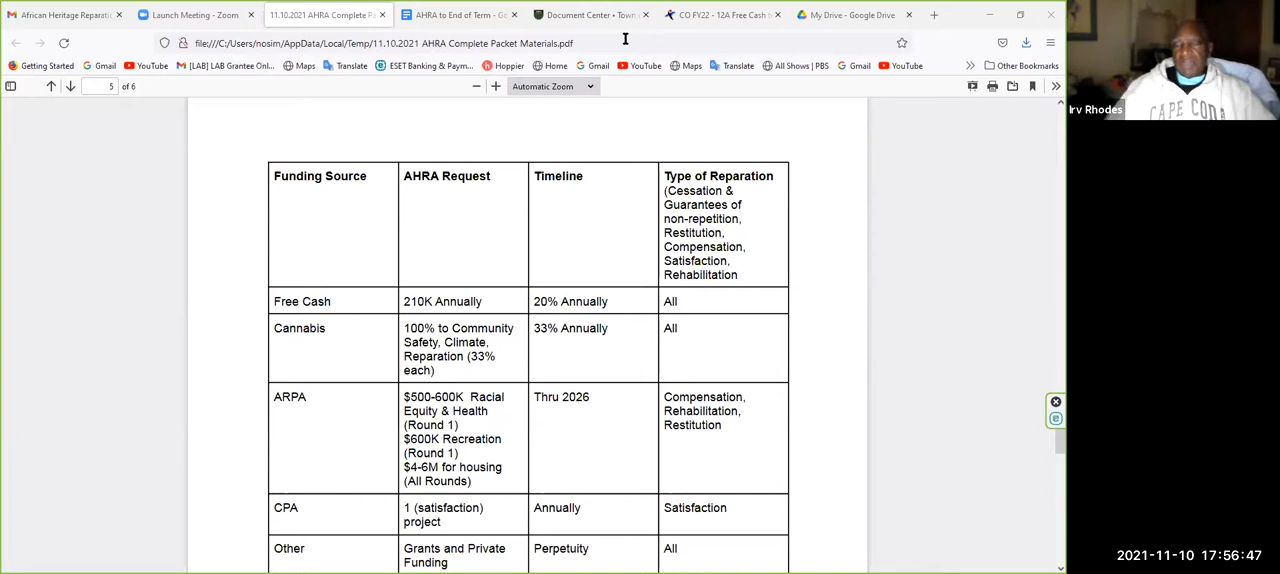 African Heritage Reparati
Launch Meeting - Zoom
11.10.2021 AHRA Complete Pa
AHRA to End of Term - Go
Document Center • Town
CO FY22 - 12A Free Cash
My Drive - Google Drive
file:///C:/Users/nosim/AppData/Local/Temp/11.10.2021 AHRA Complete Packet Materials.pdf
Getting Started
Gmail
YouTube
[LAB] LAB Grantee Onl...
Maps
Translate
ESET Banking & Paym...
Hoppier
Home
Gmail
YouTube
Maps
Translate
All Shows | PBS
Gmail
YouTube
Other Bookmarks
5 of 6
Automatic Zoom
Irv Rhodes
CAPE COD
Funding Source
AHRA Request
Timeline
Type of Reparation
(Cessation &
Guarantees of
non-repetition,
Restitution,
Compensation,
Satisfaction,
Rehabilitation
Free Cash
210K Annually
20% Annually
All
Cannabis
100% to Community
Safety, Climate,
Reparation (33%
each)
33% Annually
All
ARPA
$500-600K Racial
Equity & Health
(Round 1)
$600K Recreation
(Round 1)
$4-6M for housing
(All Rounds)
Thru 2026
Compensation,
Rehabilitation,
Restitution
CPA
1 (satisfaction)
project
Annually
Satisfaction
Other
Grants and Private
Funding
Perpetuity
All
2021-11-10 17:56:47